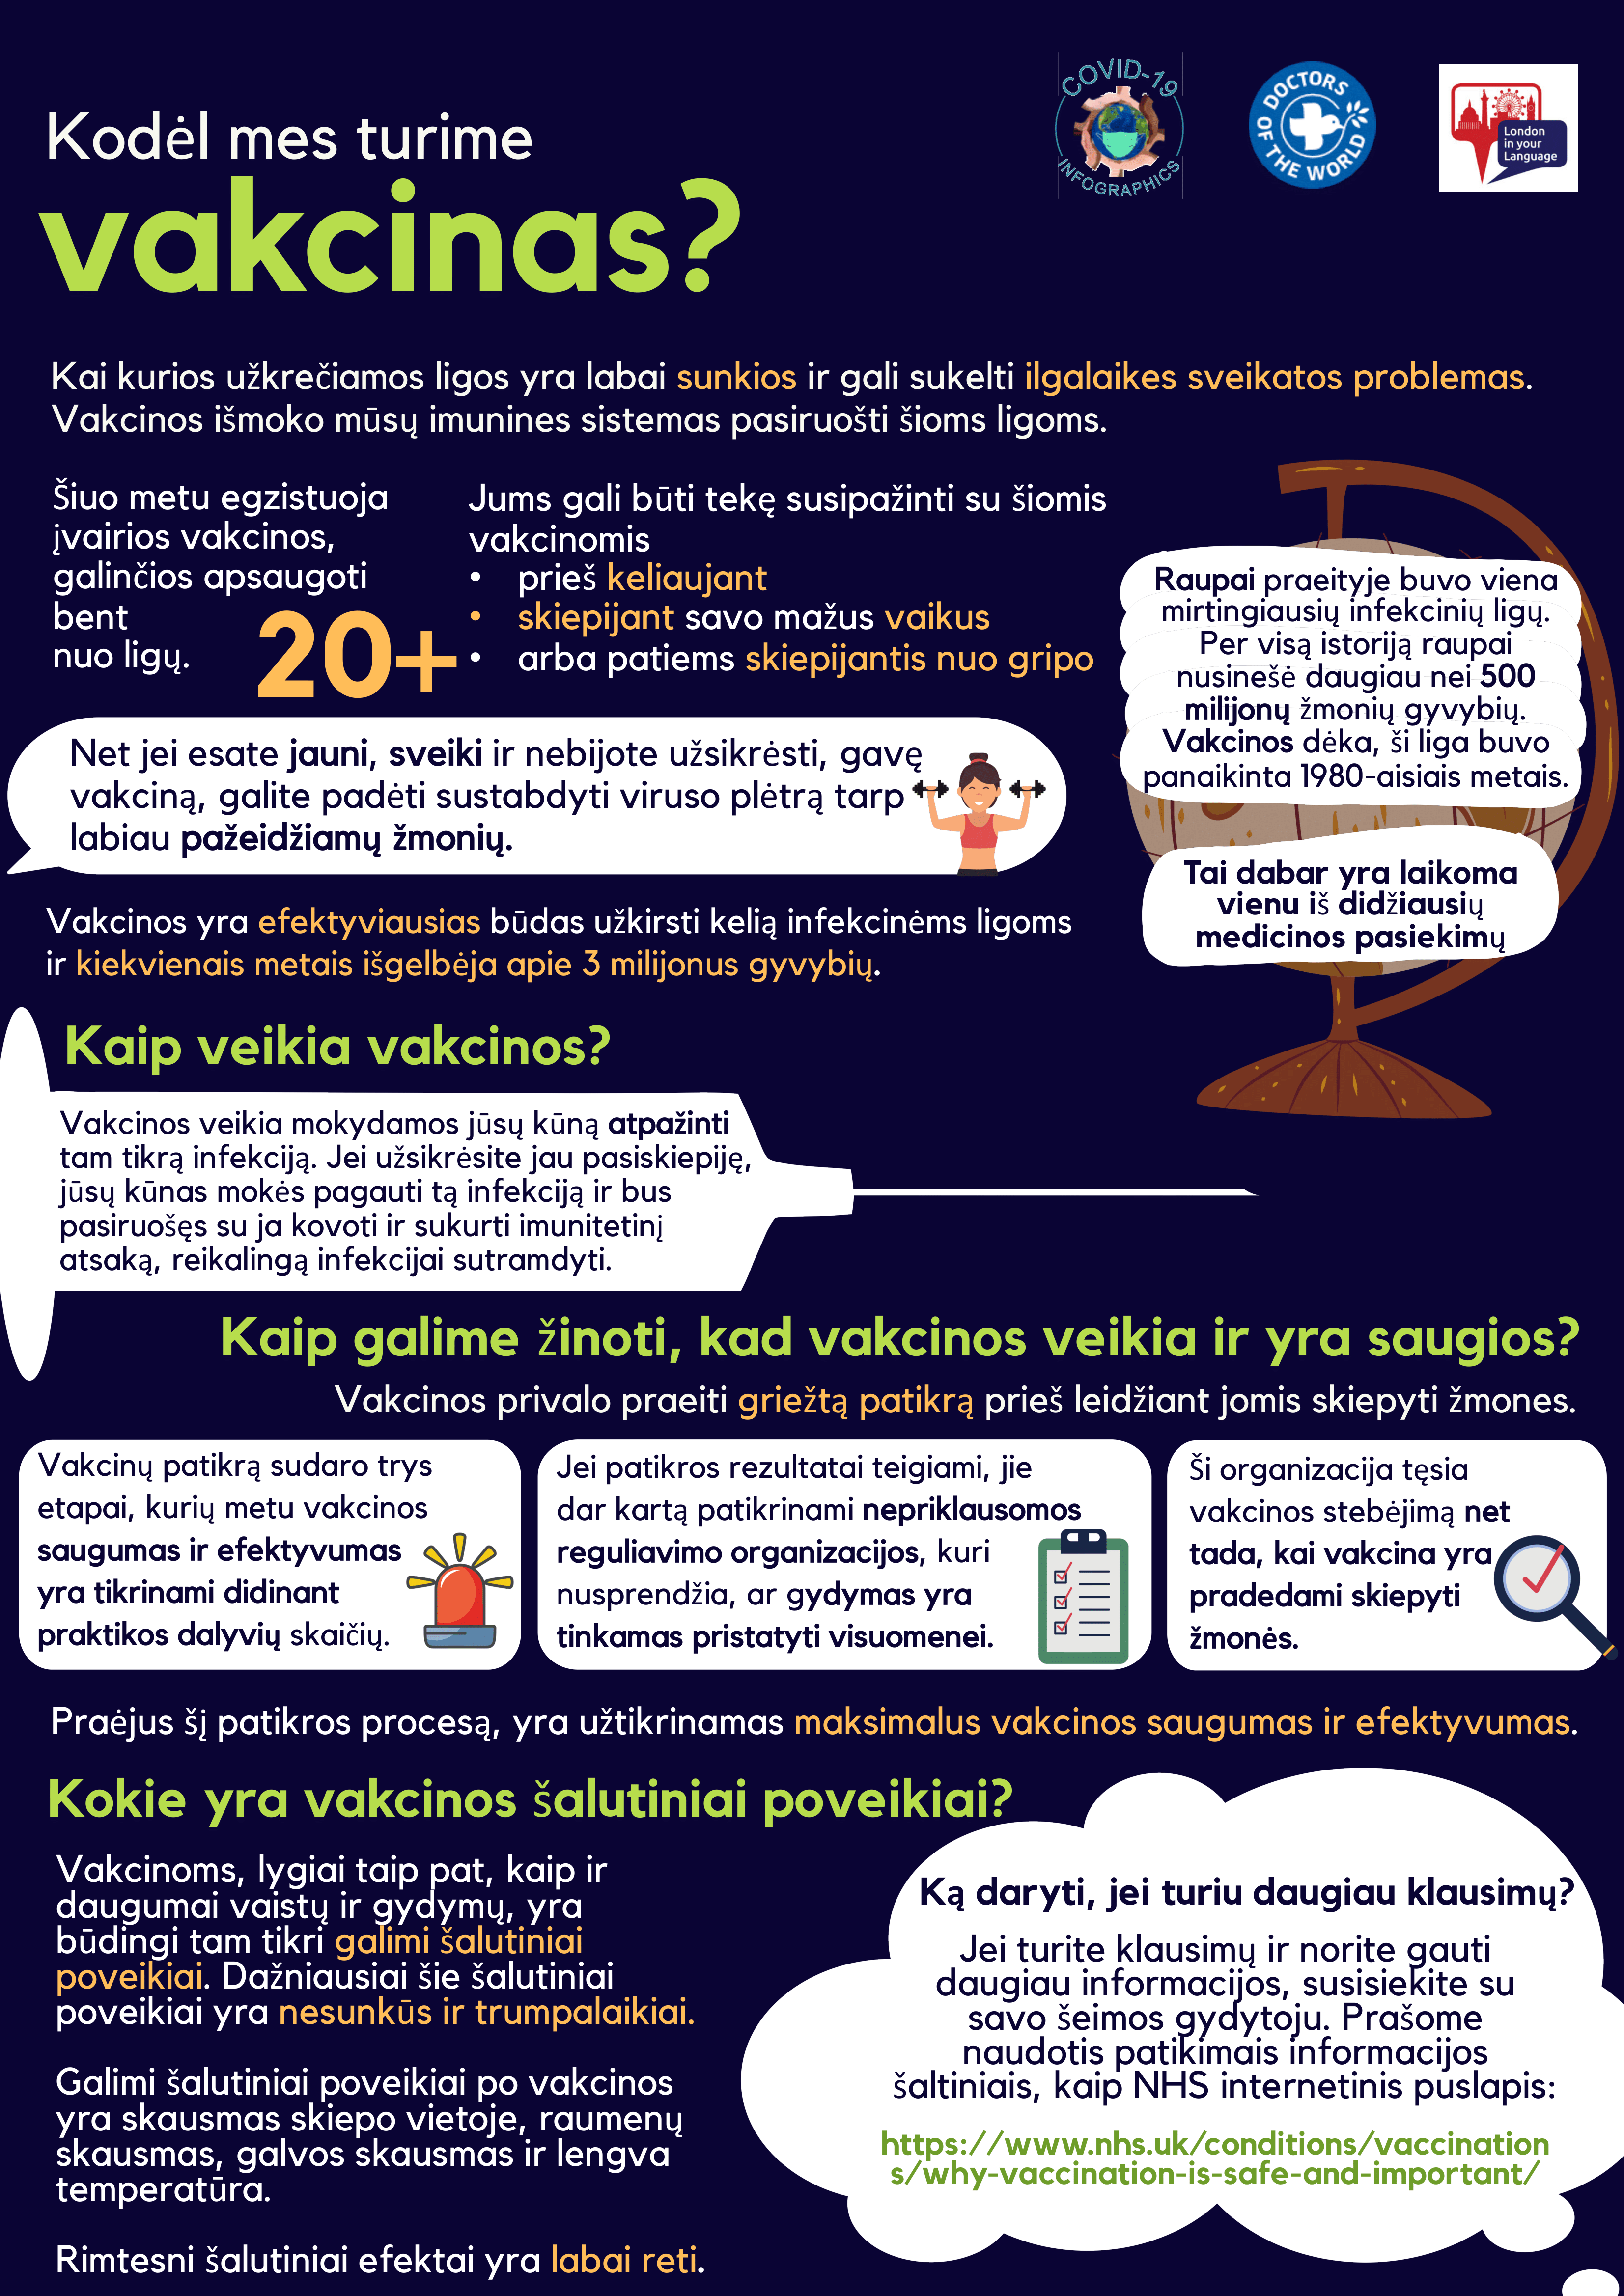 COVID-19
INFOGRAPHICS
DOCTORS
OF THE WORLD
London
in your
Language
Kodėl mes turime
vakcinas?
Kai kurios užkrečiamos ligos yra labai sunkios ir gali sukelti ilgalaikes sveikatos problemas.
Vakcinos išmoko mūsų imunines sistemas pasiruošti šioms ligoms.
Šiuo metu egzistuoja
įvairios vakcinos,
galinčios apsaugoti
bent
nuo ligų.
20+
Jums gali būti tekę susipažinti su šiomis
vakcinomis
• prieš keliaujant
• skiepijant savo mažus vaikus
• arba patiems skiepijantis nuo gripo
Raupai praeityje buvo viena
mirtingiausių infekcinių ligų.
Per visą istoriją raupai
nusinešė daugiau nei 500
milijonų žmonių gyvybių.
Vakcinos dėka, ši liga buvo
panaikinta 1980-aisiais metais.
Tai dabar yra laikoma
vienu iš didžiausių
medicinos pasiekimų
Net jei esate jauni, sveiki ir nebijote užsikrėsti, gavę
vakciną, galite padėti sustabdyti viruso plėtrą tarp
labiau pažeidžiamų žmonių.
Vakcinos yra efektyviausias būdas užkirsti kelią infekcinėms ligoms
ir kiekvienais metais išgelbėja apie 3 milijonus gyvybių.
Kaip veikia vakcinos?
Vakcinos veikia mokydamos jūsų kūną atpažinti
tam tikrą infekciją. Jei užsikrėsite jau pasiskiepiję,
jūsų kūnas mokės pagauti tą infekciją ir bus
pasiruošęs su ja kovoti ir sukurti imunitetinį
atsaką, reikalingą infekcijai sutramdyti.
Kaip galime žinoti, kad vakcinos veikia ir yra saugios?
Vakcinos privalo praeiti griežtą patikrą prieš leidžiant jomis skiepyti žmones.
Vakcinų patikrą sudaro trys
etapai, kurių metu vakcinos
saugumas ir efektyvumas
yra tikrinami didinant
praktikos dalyvių skaičių.
Jei patikros rezultatai teigiami, jie
dar kartą patikrinami nepriklausomos
reguliavimo organizacijos, kuri
nusprendžia, ar gydymas yra
tinkamas pristatyti visuomenei.
Ši organizacija tęsia
vakcinos stebėjimą net
tada, kai vakcina yra
pradedami skiepyti
žmonės.
Praėjus šį patikros procesą, yra užtikrinamas maksimalus vakcinos saugumas ir efektyvumas.
Kokie yra vakcinos šalutiniai poveikiai?
Vakcinoms, lygiai taip pat, kaip ir
daugumai vaistų ir gydymų, yra
būdingi tam tikri galimi šalutiniai
poveikiai. Dažniausiai šie šalutiniai
poveikiai yra nesunkūs ir trumpalaikiai.
Galimi šalutiniai poveikiai po vakcinos
yra skausmas skiepo vietoje, raumenų
skausmas, galvos skausmas ir lengva
temperatūra.
Rimtesni šalutiniai efektai yra labai reti.
Ką daryti, jei turiu daugiau klausimų?
Jei turite klausimų ir norite gauti
daugiau informacijos, susisiekite su
savo šeimos gydytoju. Prašome
naudotis patikimais informacijos
šaltiniais, kaip NHS internetinis puslapis:
https://www.nhs.uk/conditions/vaccination
s/why-vaccination-is-safe-and-important/